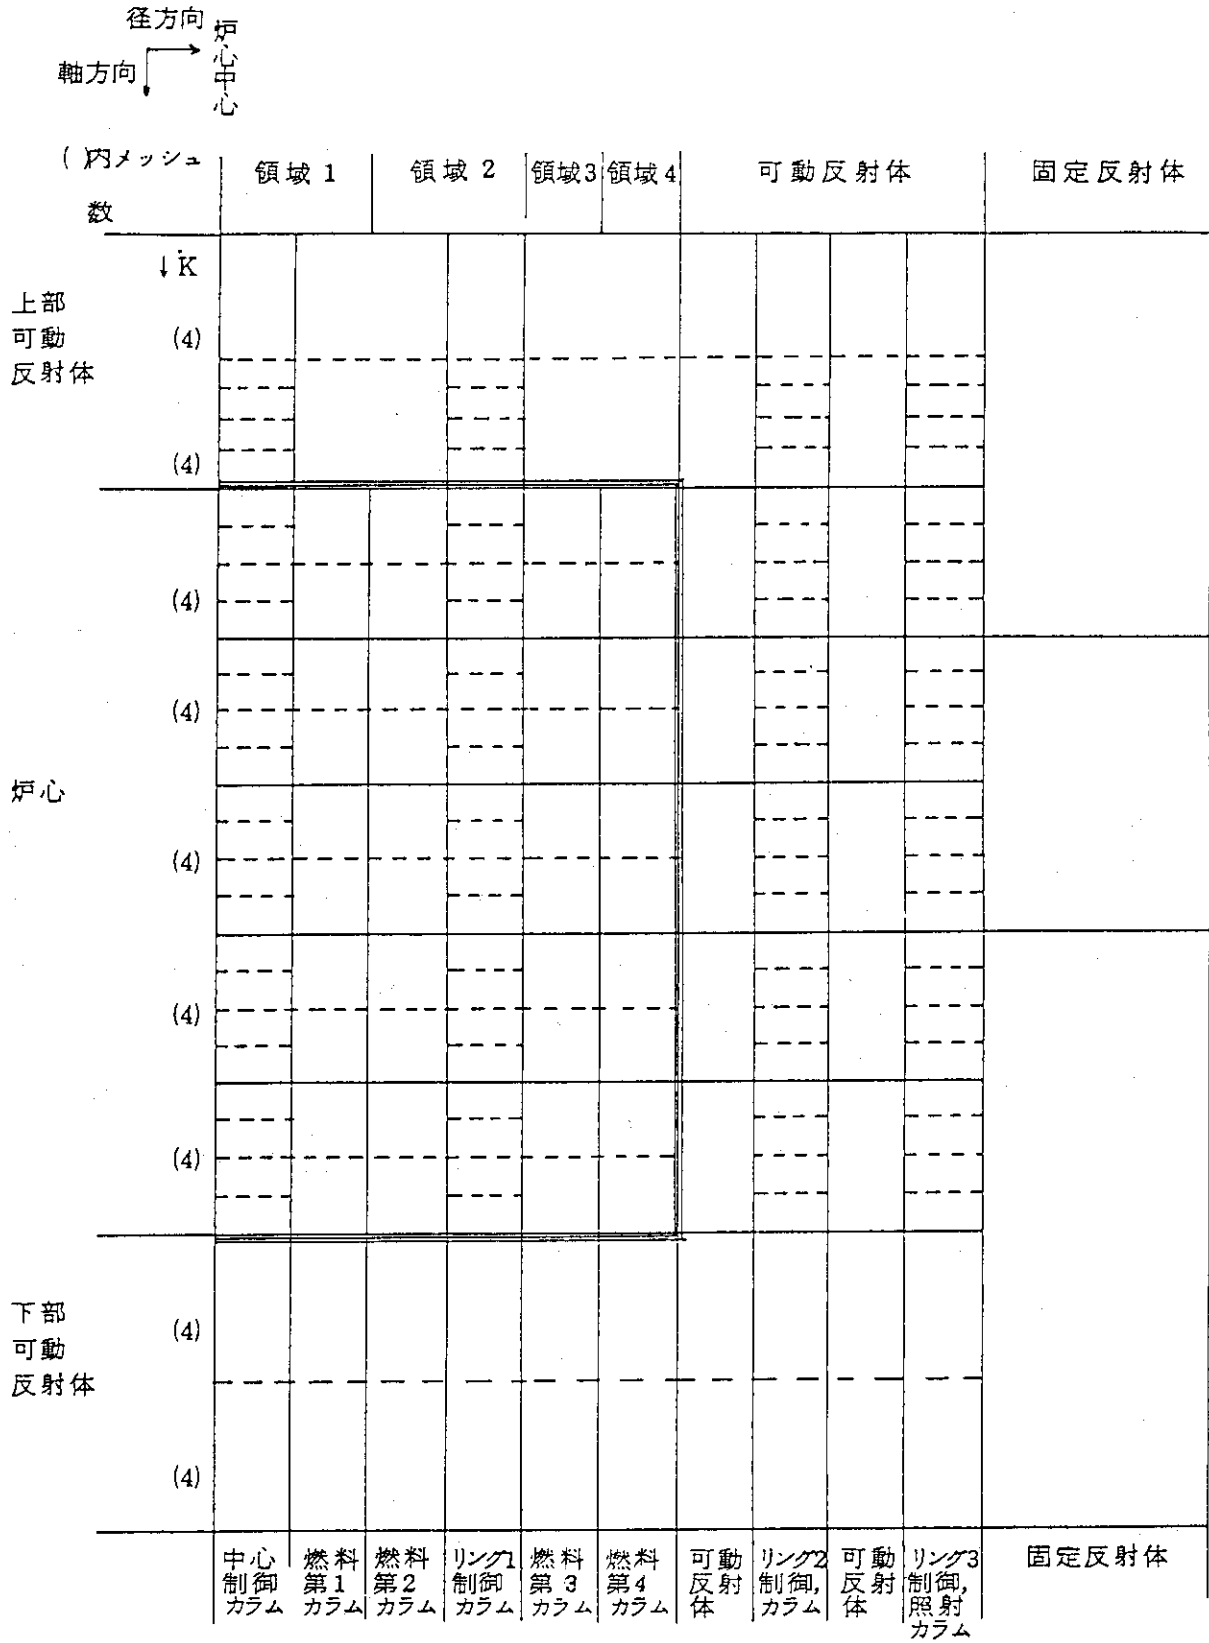 径方向
軸方向
炉心中心
( )内メッシュ
数
領域 1
領域 2
領域3
領域4
可動反射体
固定反射体
↓K
上部
可動
反射体
(4)
(4)
(4)
(4)
炉心
(4)
(4)
(4)
下部
可動
反射体
(4)
(4)
中心
制御
カラム
燃料
第1
カラム
燃料
第2
カラム
リング1
制御
カラム
燃料
第3
カラム
燃料
第4
カラム
可動
反射
体
リング2
制御,
カラム
可動
反射
体
リング3
制御,
照射
カラム
固定反射体